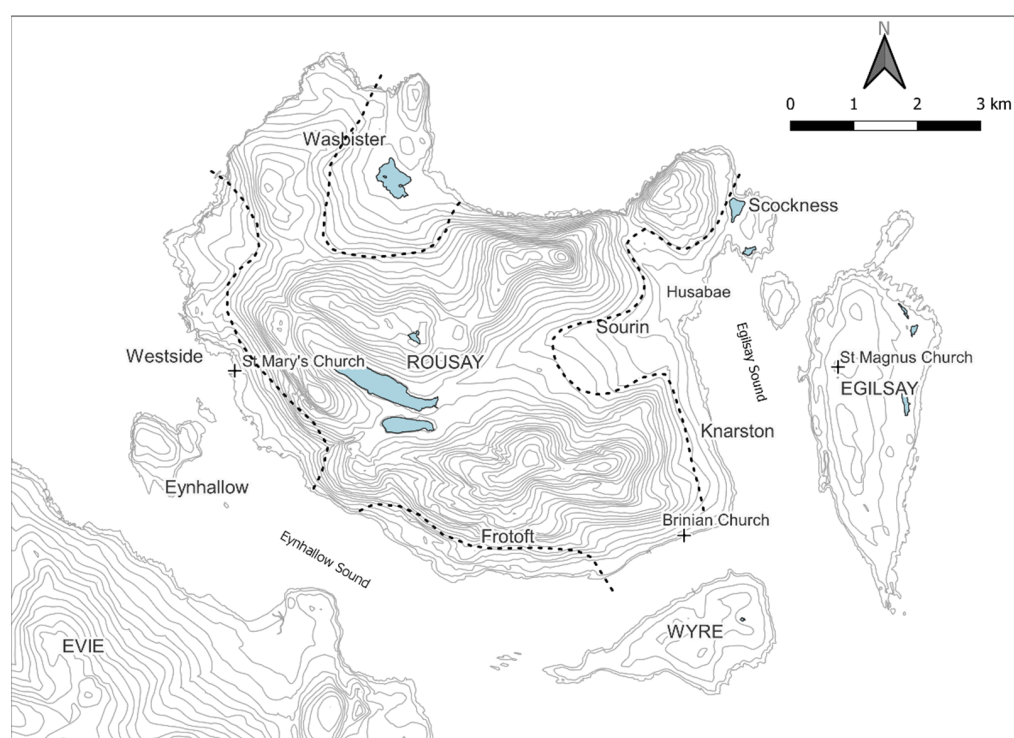 N
0 1 2 3 km
Wasbister
Scockness
Husabae
Sourin
Egilsay Sound
Westside
St Mary's Church
ROUSAY
St Magnus Church
EGILSAY
Knarston
Eynhallow
Brinian Church
Frotoft
Eynhallow Sound
WYRE
EVIE